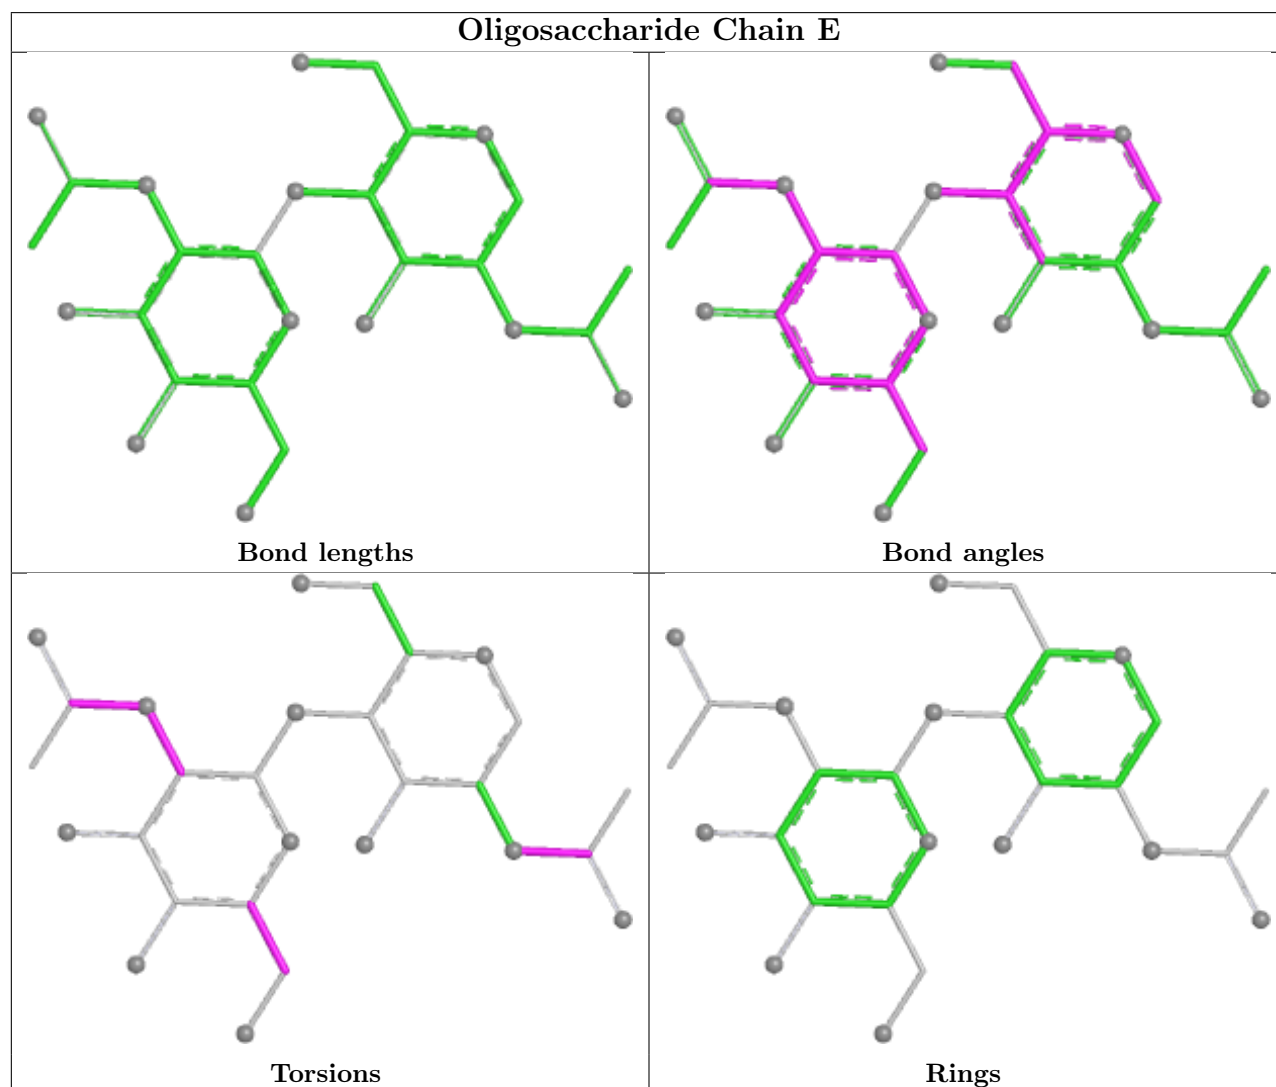 Oligosaccharide Chain E
Bond lengths
Bond angles
Torsions
Rings